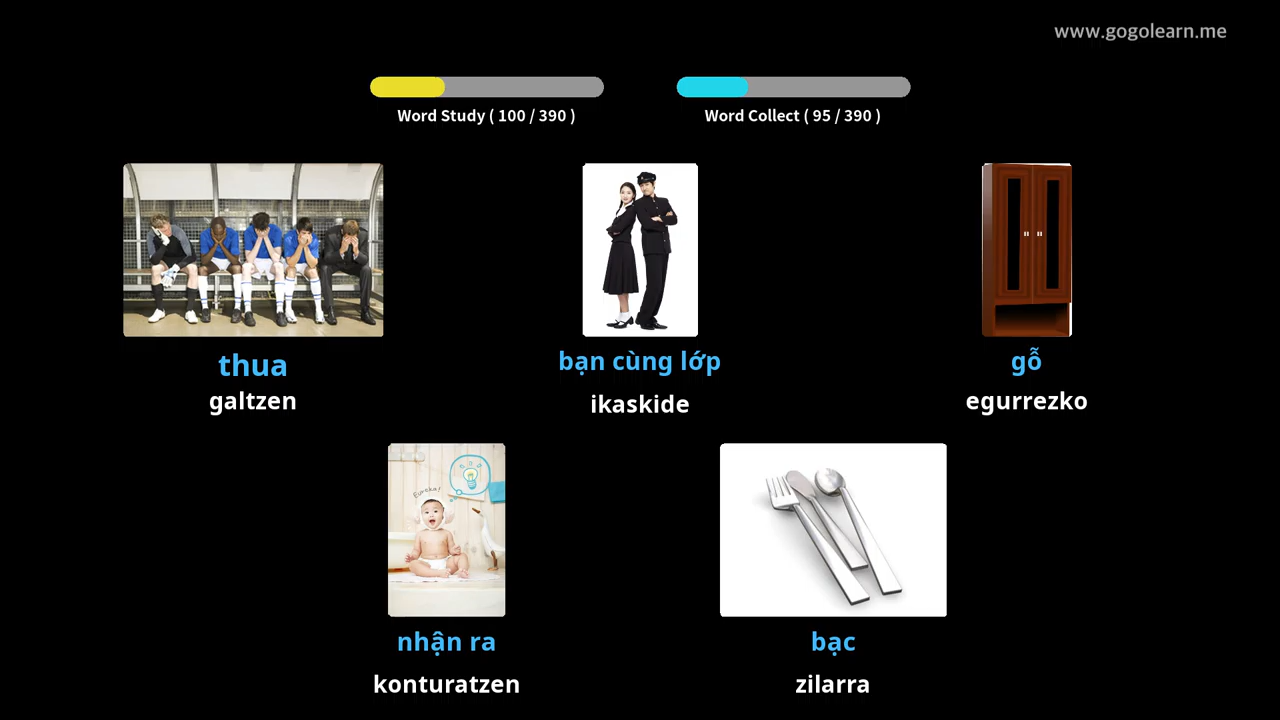 www.gogolearn.me
Word Study ( 100 / 390 )
Word Collect ( 95 / 390 )
thua
galtzen
bạn cùng lớp
ikaskide
gỗ
egurrezko
Eureka!
nhận ra
konturatzen
bạc
zilarra